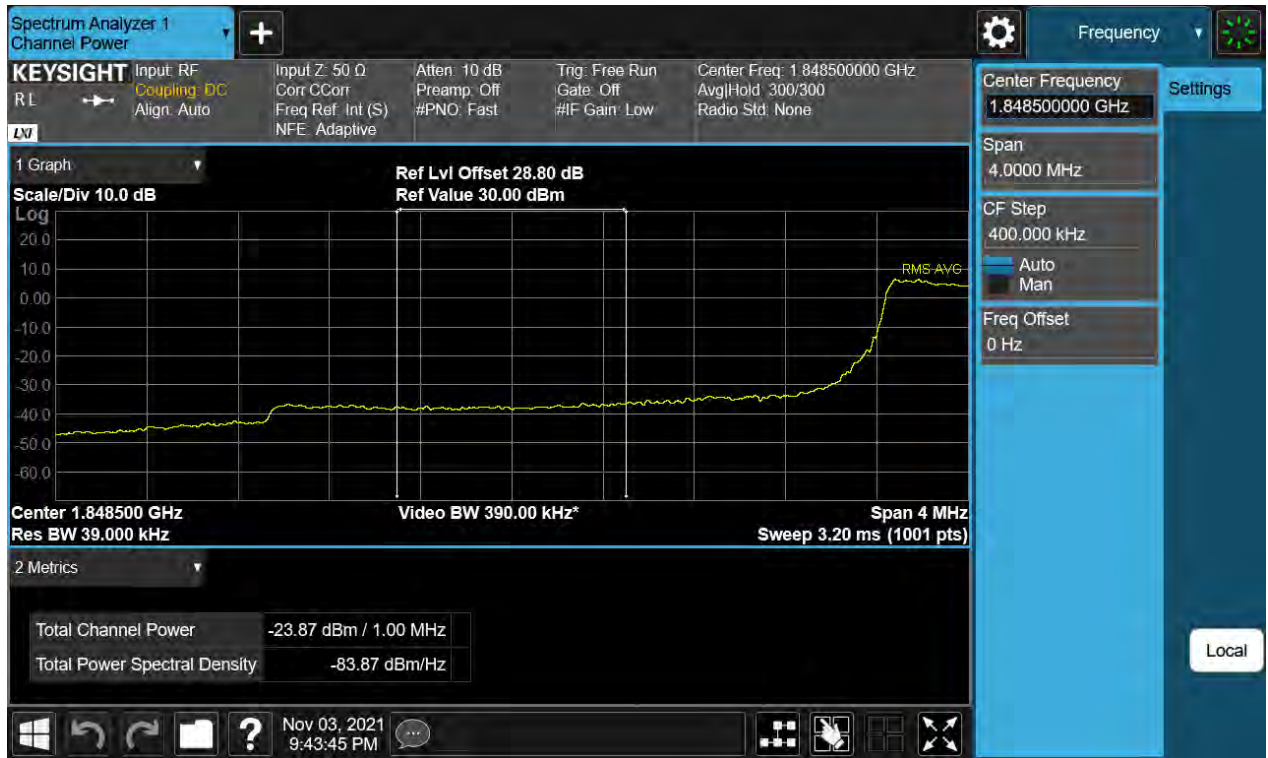 Spectrum Analyzer 1
Channel Power
+
Frequency
KEYSIGHT
RL
LXI
Input: RF
Coupling: DC
Align: Auto
Input Z: 50 Ω
Corr CCorr
Freq Ref: Int (S)
NFE: Adaptive
Atten: 10 dB
Preamp: Off
#PNO: Fast
Trig: Free Run
Gate: Off
#IF Gain: Low
Center Freq: 1.848500000 GHz
Avg|Hold: 300/300
Radio Std: None
Center Frequency
1.848500000 GHz
Settings
Span
4.0000 MHz
CF Step
400.000 kHz
Auto
Man
Freq Offset
0 Hz
Local
1 Graph
Scale/Div 10.0 dB
Ref Lvl Offset 28.80 dB
Ref Value 30.00 dBm
Log
20.0
10.0
0.00
-10.0
-20.0
-30.0
-40.0
-50.0
-60.0
RMS AVG
Center 1.848500 GHz
Video BW 390.00 kHz*
Span 4 MHz
Res BW 39.000 kHz
Sweep 3.20 ms (1001 pts)
2 Metrics
Total Channel Power -23.87 dBm / 1.00 MHz
Total Power Spectral Density -83.87 dBm/Hz
?
Nov 03, 2021
9:43:45 PM